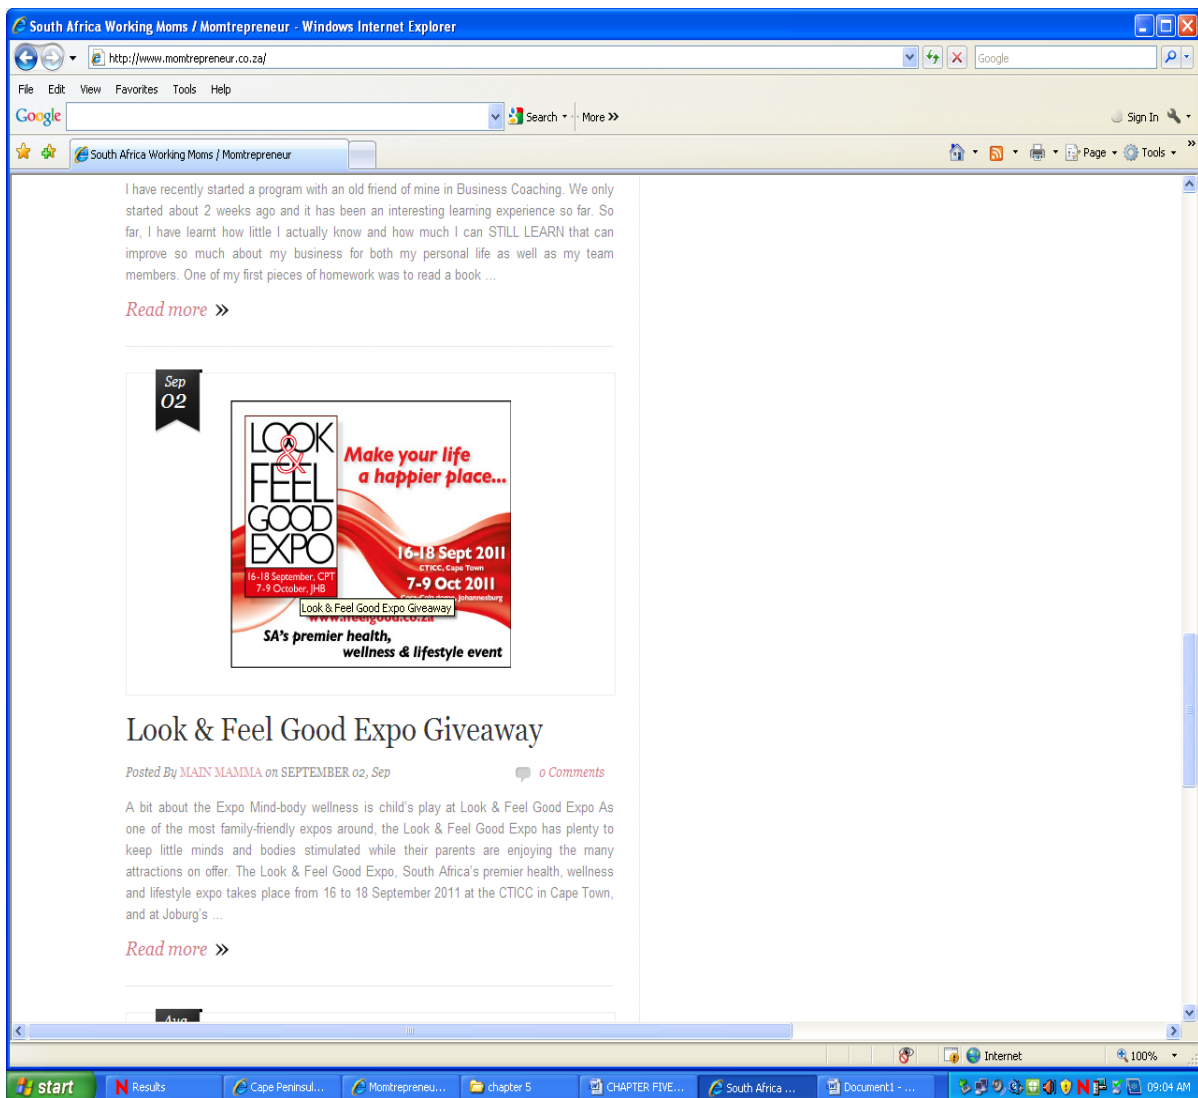 South Africa Working Moms / Momtrepreneur - Windows Internet Explorer
http://www.momtrepreneur.co.za/
Google
File Edit View Favorites Tools Help
Google Search More >> Sign In
South Africa Working Moms / Momtrepreneur Page Tools >>
I have recently started a program with an old friend of mine in Business Coaching. We only
started about 2 weeks ago and it has been an interesting learning experience so far. So
far, I have learnt how little I actually know and how much I can STILL LEARN that can
improve so much about my business for both my personal life as well as my team
members. One of my first pieces of homework was to read a book ...
Read more »
Sep
02
LOOK
&
FEEL
GOOD
EXPO
16-18 September, CPT
7-9 October, JHB
Make your life
a happier place...
16-18 Sept 2011
CTICC, Cape Town
7-9 Oct 2011
Johannesburg
Look & Feel Good Expo Giveaway
www.feelgood.co.za
SA's premier health,
wellness & lifestyle event
Look & Feel Good Expo Giveaway
Posted By MAIN MAMMA on SEPTEMBER 02, Sep
0 Comments
A bit about the Expo Mind-body wellness is child's play at Look & Feel Good Expo As
one of the most family-friendly expos around, the Look & Feel Good Expo has plenty to
keep little minds and bodies stimulated while their parents are enjoying the many
attractions on offer. The Look & Feel Good Expo, South Africa's premier health, wellness
and lifestyle expo takes place from 16 to 18 September 2011 at the CTICC in Cape Town,
and at Joburg's ...
Read more »
Aug
Internet 100%
start Results Cape Peninsul... Momtrepreneu... chapter 5 CHAPTER FIVE... South Africa ... Document1 - ... 09:04 AM